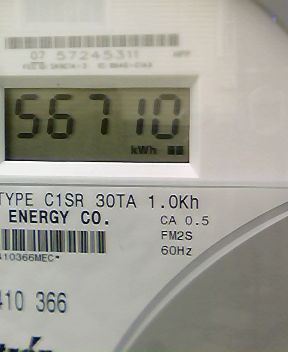 07 57245311
56710
kWh
TYPE C1SR 30TA 1.0Kh
ENERGY CO.
CA 0.5
FM2S
60Hz
410366MEC*
410 366